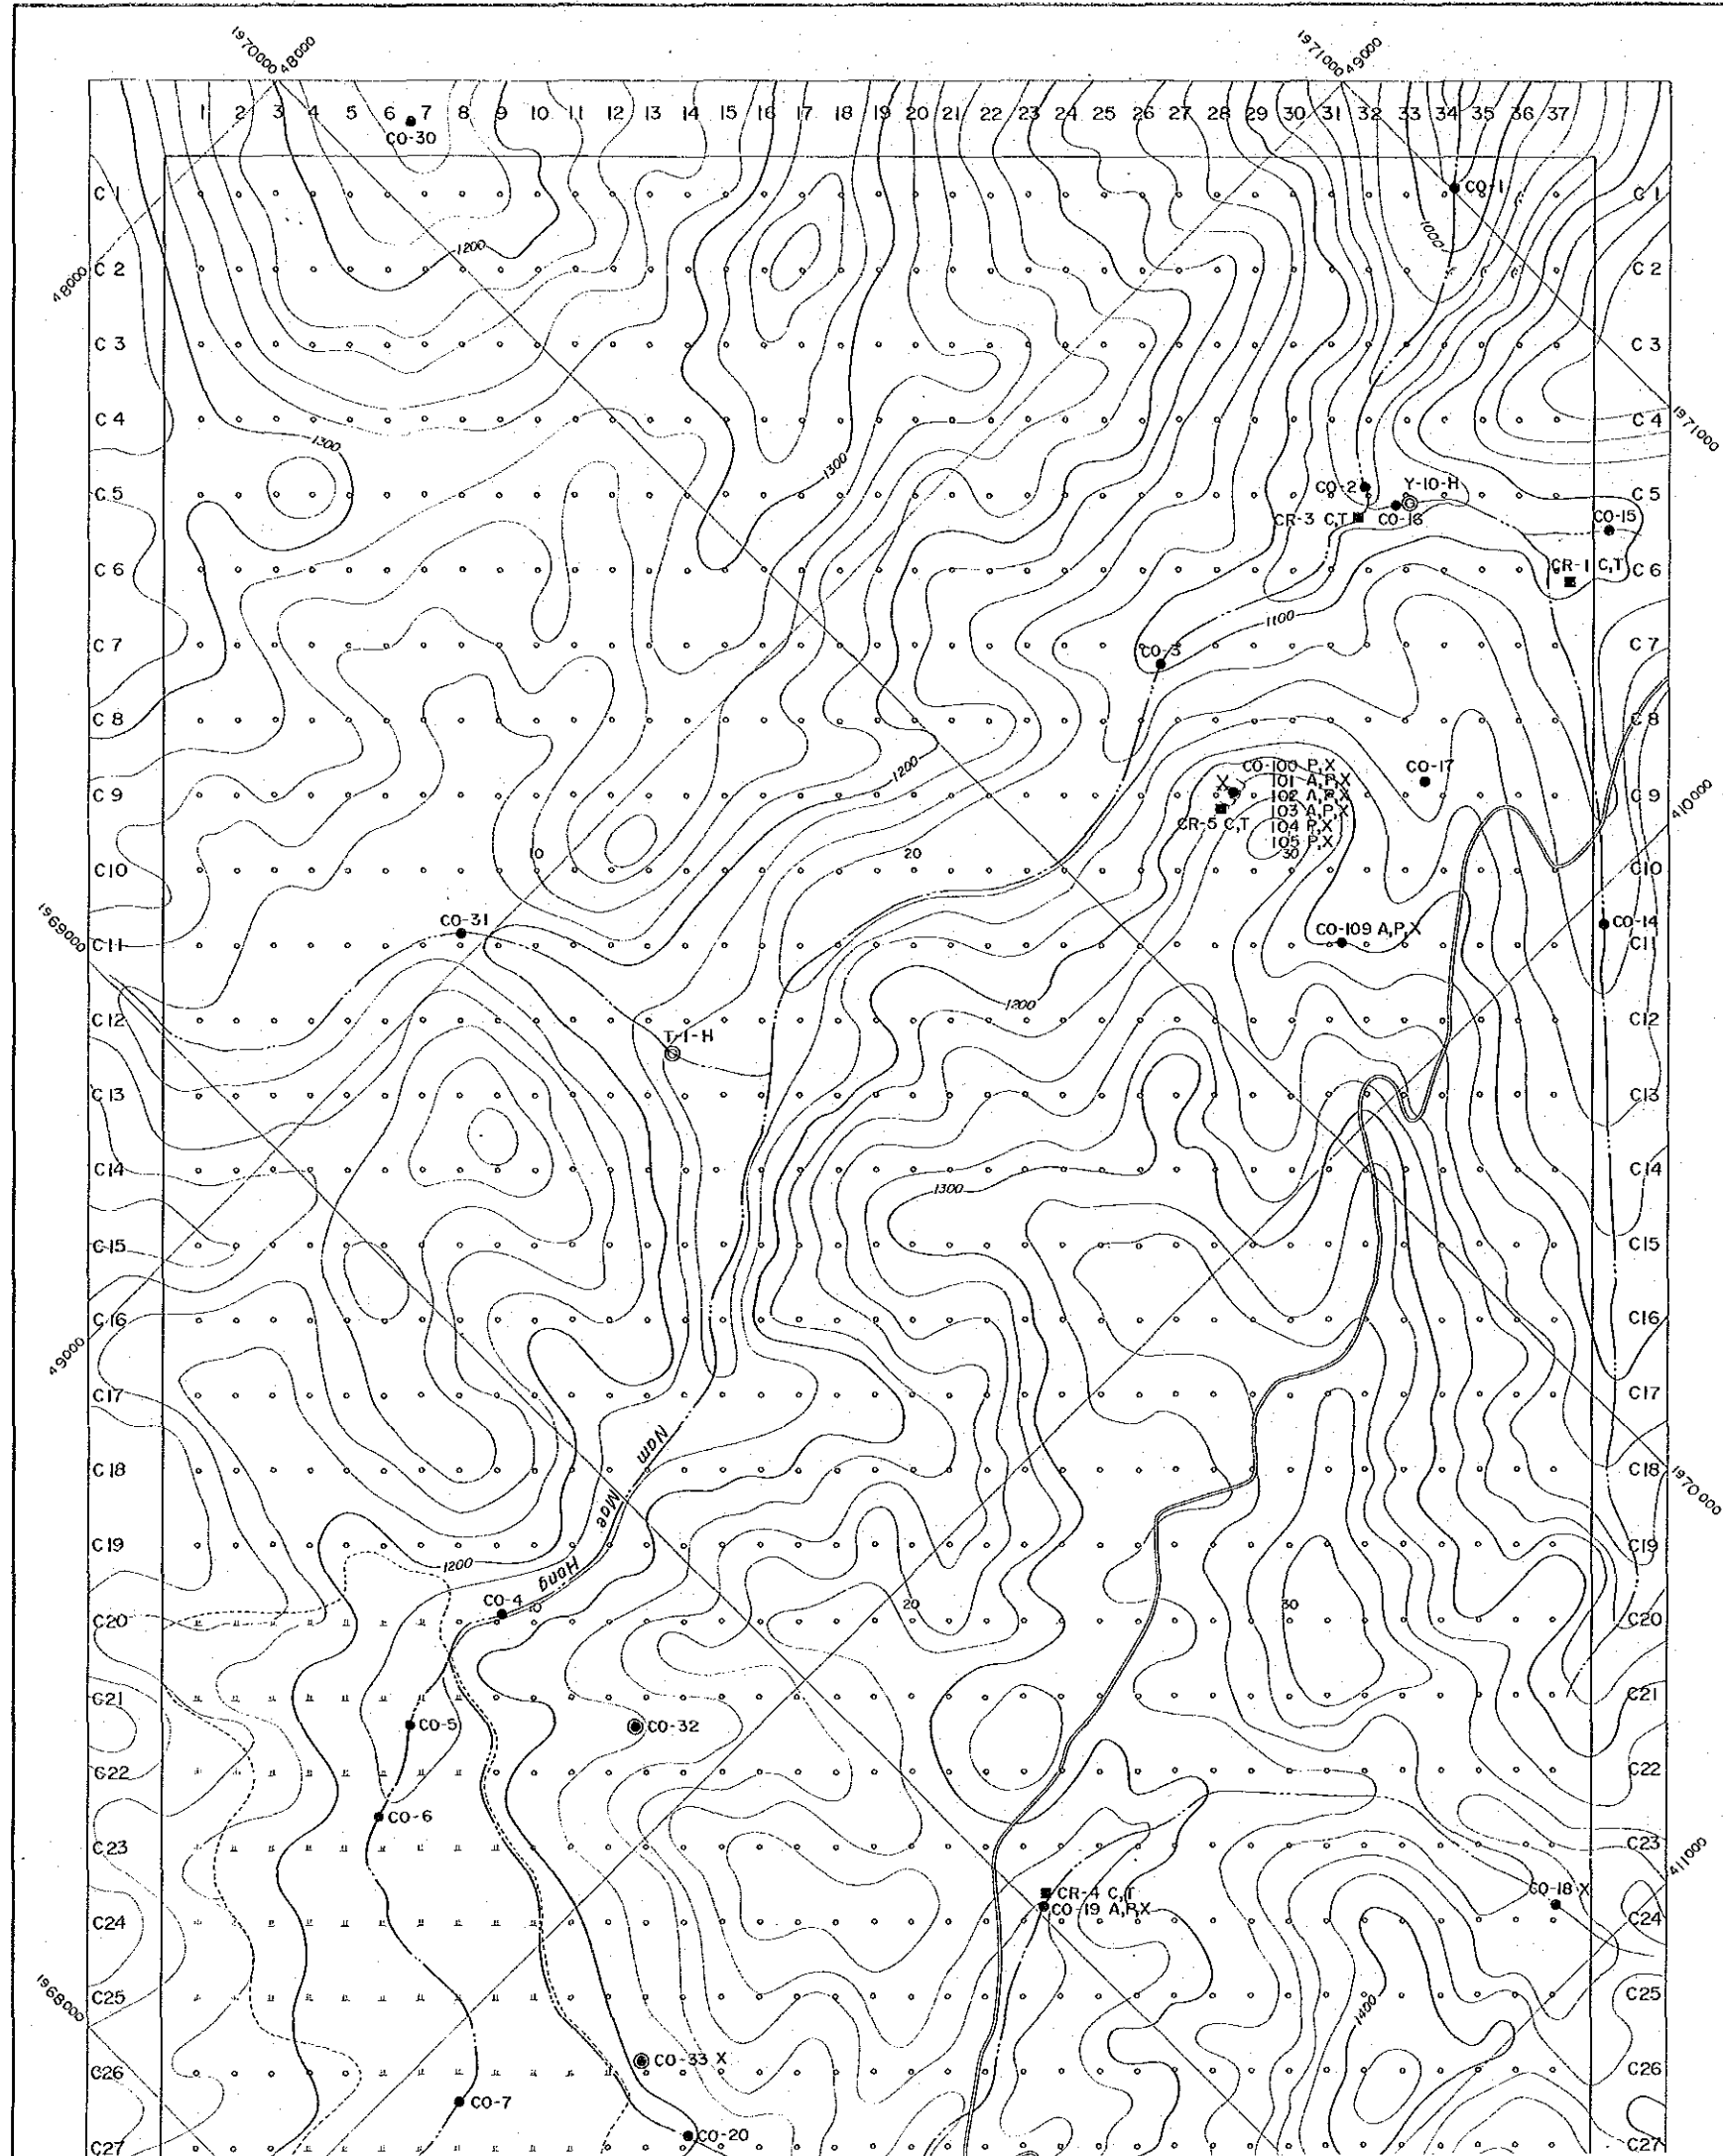 1970000
48000
1971000
49000
1 2 3 4 5 6 7 8 9 10 11 12 13 14 15 16 17 18 19 20 21 22 23 24 25 26 27 28 29 30 31 32 33 34 35 36 37
CO-30
C 1
CO-1
C 1
1000
1200
48000
C 2
C 2
C 3
C 3
C 4
C 4
1971000
1300
1300
C 5
CO-2
Y-10-H
C 5
CR-3 C,T
CO-16
CO-15
C 6
CR-1 C,T
C 6
1100
C 7
CO-3
C 7
C 8
C 8
1200
CO-100 P,X
CO-17
X
101 A,P,X
C 9
102 A,P,X
C 9
410000
103 A,P,X
CR-5 C,T
104 P,X
105 P,X
10
20
30
C10
C10
1969000
CO-31
CO-109 A,P,X
CO-14
C11
C11
1200
C12
C12
T-1-H
C13
C13
C14
C14
1300
C15
C15
C16
C16
49000
C17
C17
Nam
C18
C18
1970000
Mae
C19
C19
1200
Hong
CO-4
10
20
30
C20
C20
C21
C21
CO-5
CO-32
C22
C22
CO-6
C23
C23
411000
CR-4 C,T
CO-18 X
CO-19 A,P,X
C24
C24
1968000
C25
C25
1400
CO-33 X
C26
C26
CO-7
CO-20
C27
C27